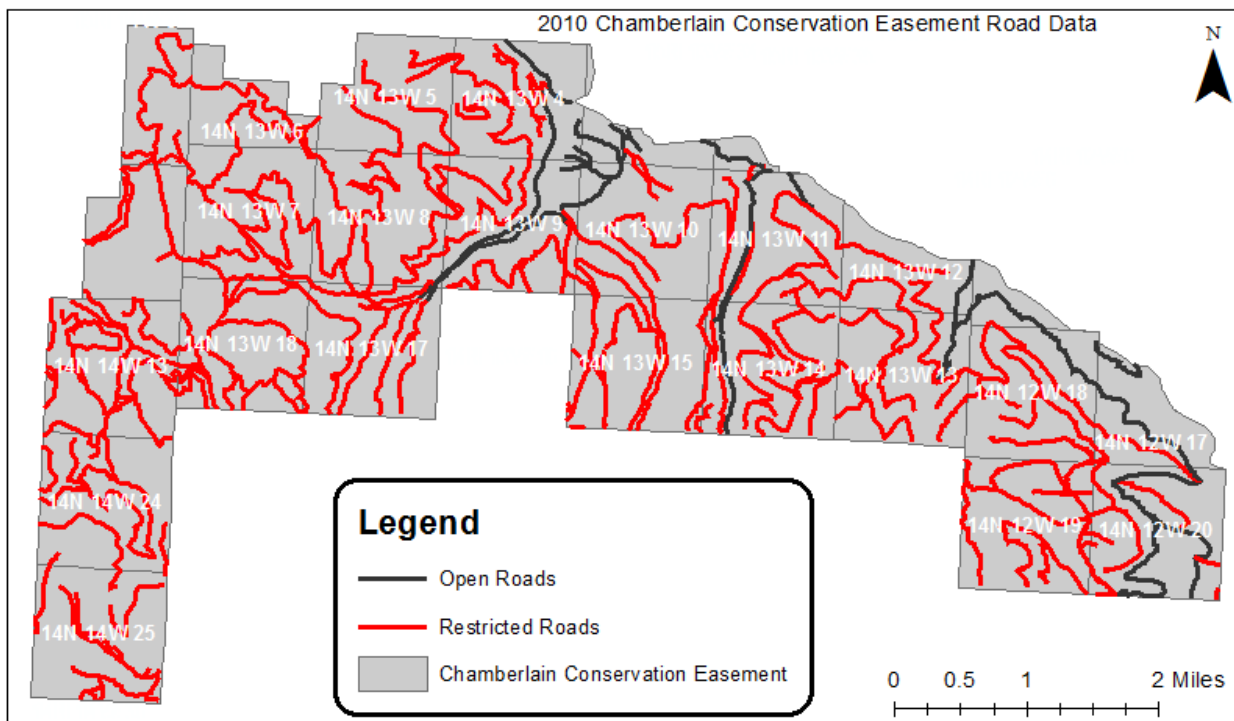 2010 Chamberlain Conservation Easement Road Data
N
14N 13W 5
14N 13W 4
14N 13W 6
14N 13W 7
14N 13W 8
14N 13W 9
14N 13W 10
14N 13W 11
14N 13W 12
14N 14W 13
14N 13W 18
14N 13W 17
14N 13W 15
14N 13W 14
14N 13W 13
14N 12W 18
14N 12W 17
14N 14W 24
14N 12W 19
14N 12W 20
14N 14W 25
Legend
Open Roads
Restricted Roads
Chamberlain Conservation Easement
0 0.5 1 2 Miles